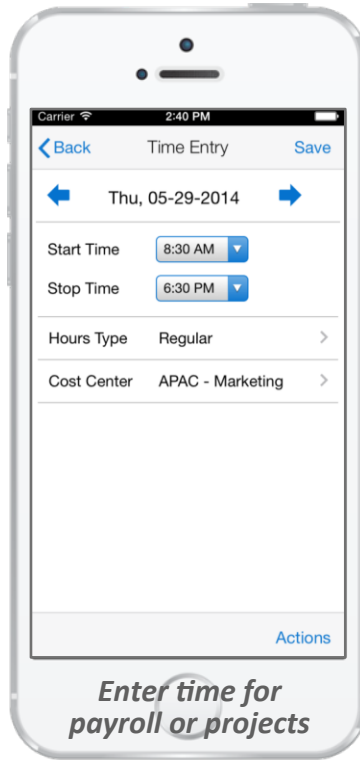 Carrier 2:40 PM
Back Time Entry Save
Thu, 05-29-2014
Start Time 8:30 AM
Stop Time 6:30 PM
Hours Type Regular
Cost Center APAC - Marketing
Actions
Enter time for
payroll or projects